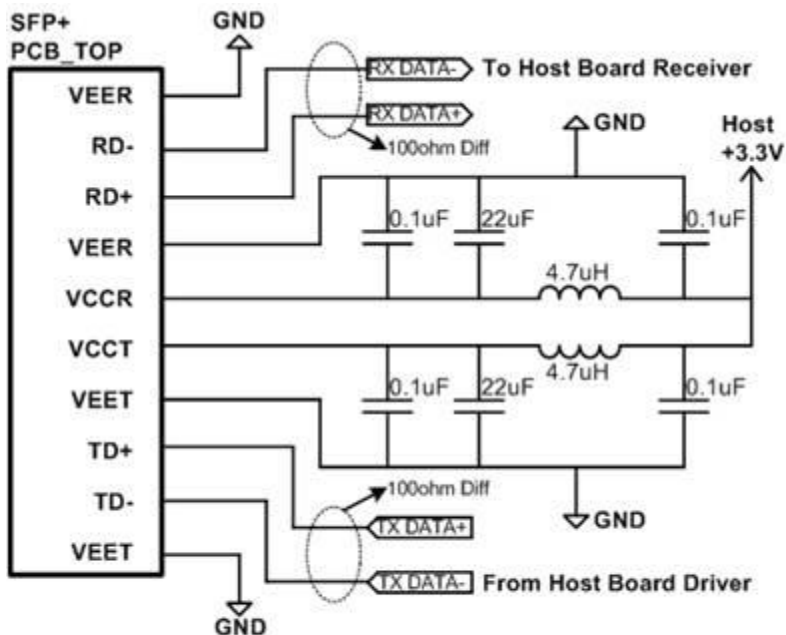 SFP+
PCB_TOP
GND
VEER
RX DATA- To Host Board Receiver
RD-
RX DATA+
100ohm Diff
GND
Host
+3.3V
RD+
VEER
0.1uF 22uF 0.1uF
4.7uH
VCCR
VCCT
4.7uH
VEET
0.1uF 22uF 0.1uF
TD+
100ohm Diff
TD-
TX DATA+
GND
VEET
TX DATA- From Host Board Driver
GND